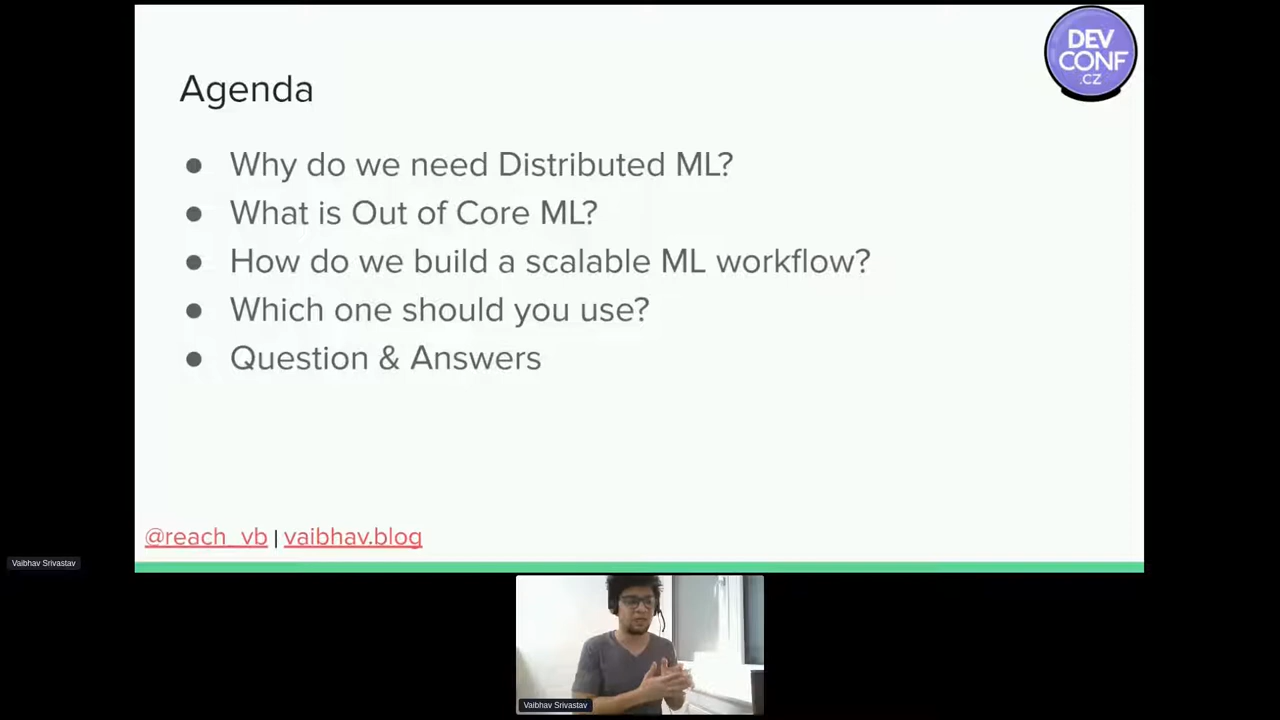 DEV
CONF
.CZ
Agenda
● Why do we need Distributed ML?
● What is Out of Core ML?
● How do we build a scalable ML workflow?
● Which one should you use?
● Question & Answers
@reach_vb | vaibhav.blog
Vaibhav Srivastav
Vaibhav Srivastav